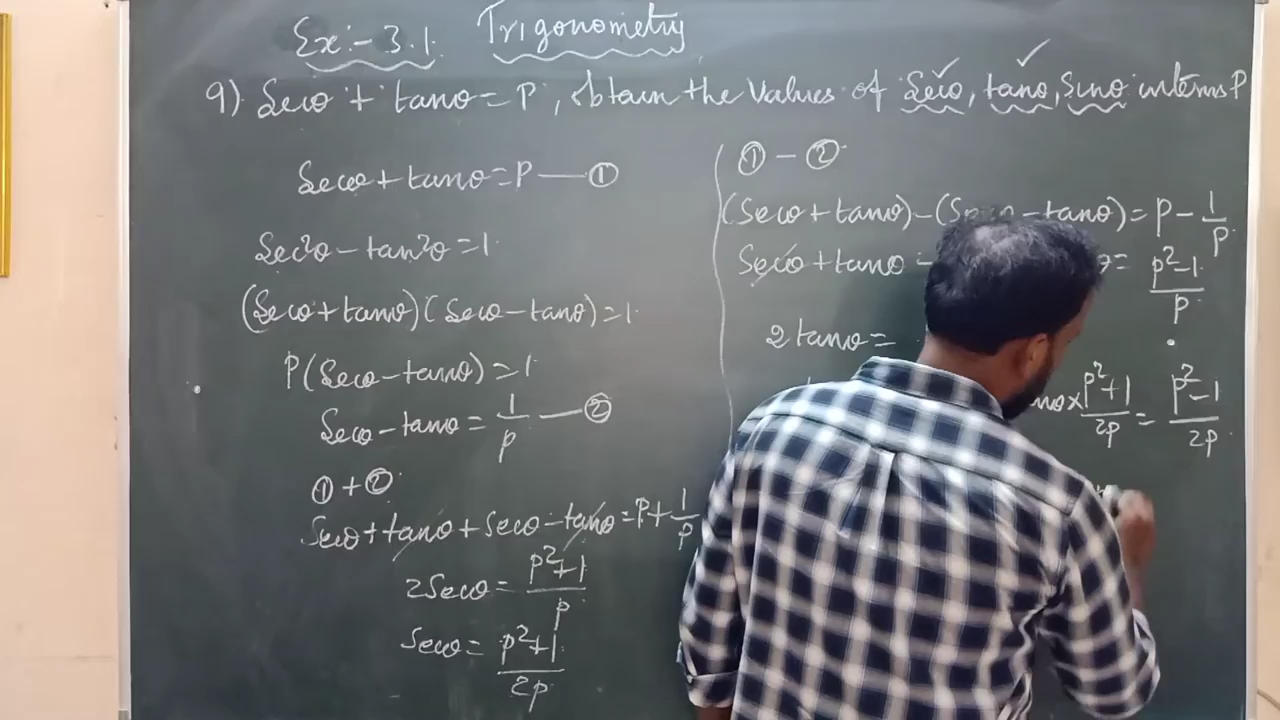 Ex:- 3.1. Trigonometry
9) Secθ + tanθ = P, obtain the values of Secθ, tanθ, Sinθ interms P
Secθ + tanθ = P — ①
Sec²θ - tan²θ = 1
(Secθ + tanθ)(Secθ - tanθ) = 1
P(Secθ - tanθ) = 1
Secθ - tanθ = 1/p — ②
① + ②
Secθ + tanθ + Secθ - tanθ = P + 1/p
2Secθ = p²+1/p
Secθ = p²+1/2p
① - ②
(Secθ + tanθ) - (Secθ - tanθ) = P - 1/p
Secθ + tanθ - θ = p²-1/p
2tanθ =
nθ × p²+1/2p = p²-1/2p